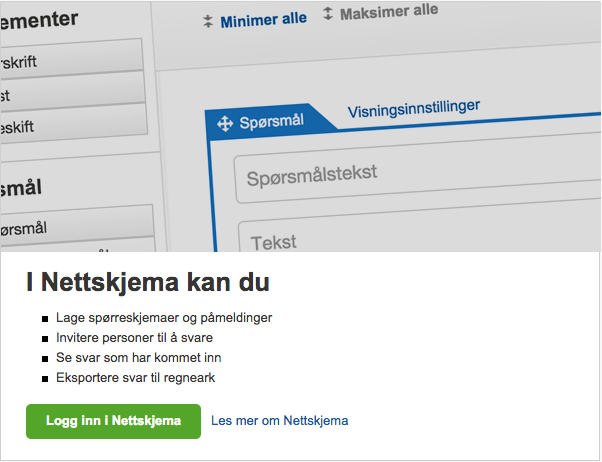 ementer
Minimer alle
Maksimer alle
rskrift
st
eskift
Spørsmål
Visningsinnstillinger
Spørsmålstekst
smål
ørsmål
Tekst
I Nettskjema kan du
Lage spørreskjemaer og påmeldinger
Invitere personer til å svare
Se svar som har kommet inn
Eksportere svar til regneark
Logg inn i Nettskjema
Les mer om Nettskjema